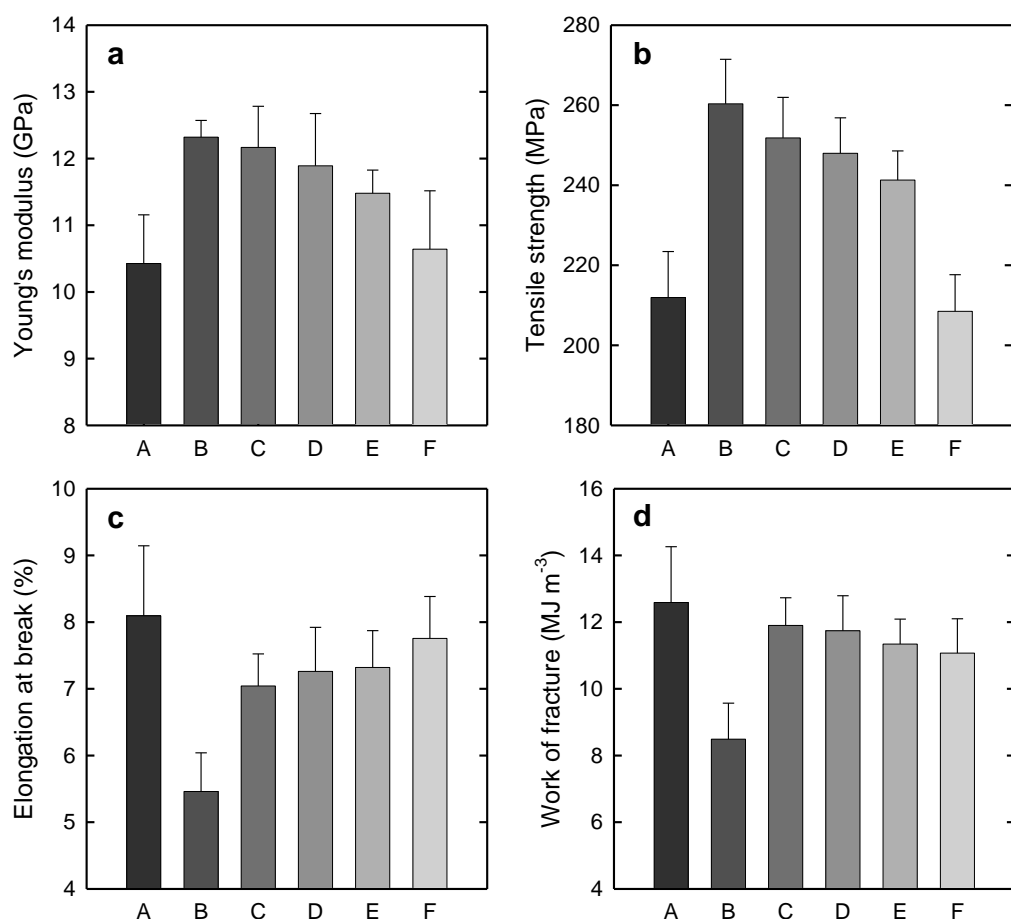 a
Young's modulus (GPa)
14
13
12
11
10
9
8
A B C D E F
b
Tensile strength (MPa)
280
260
240
220
200
180
A B C D E F
c
Elongation at break (%)
10
9
8
7
6
5
4
A B C D E F
d
Work of fracture (MJ m⁻³)
16
14
12
10
8
6
4
A B C D E F